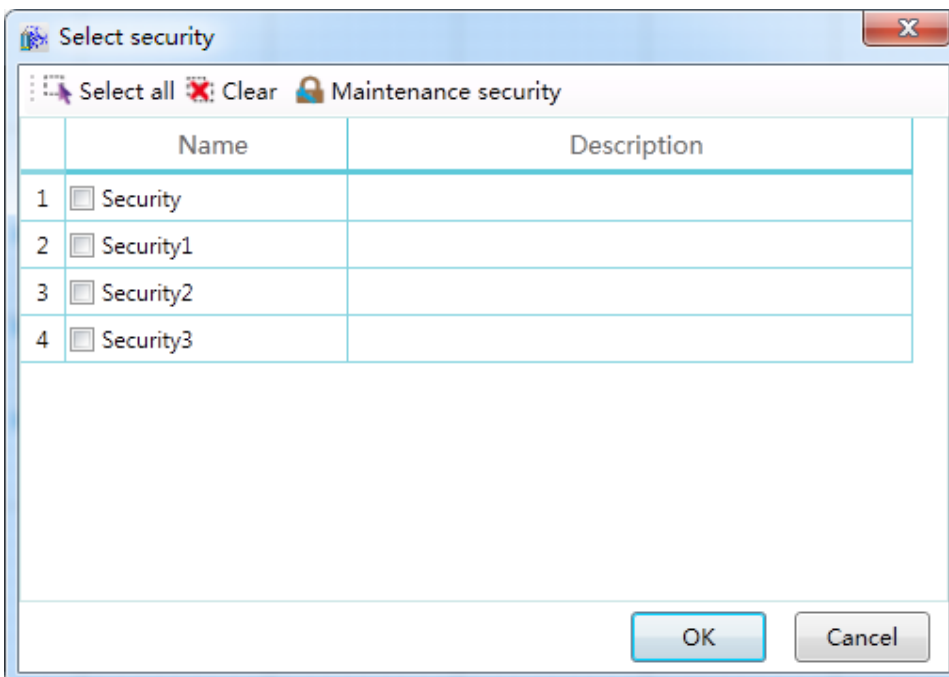 Select security
Select all Clear Maintenance security
Name Description
1 Security
2 Security1
3 Security2
4 Security3
OK Cancel